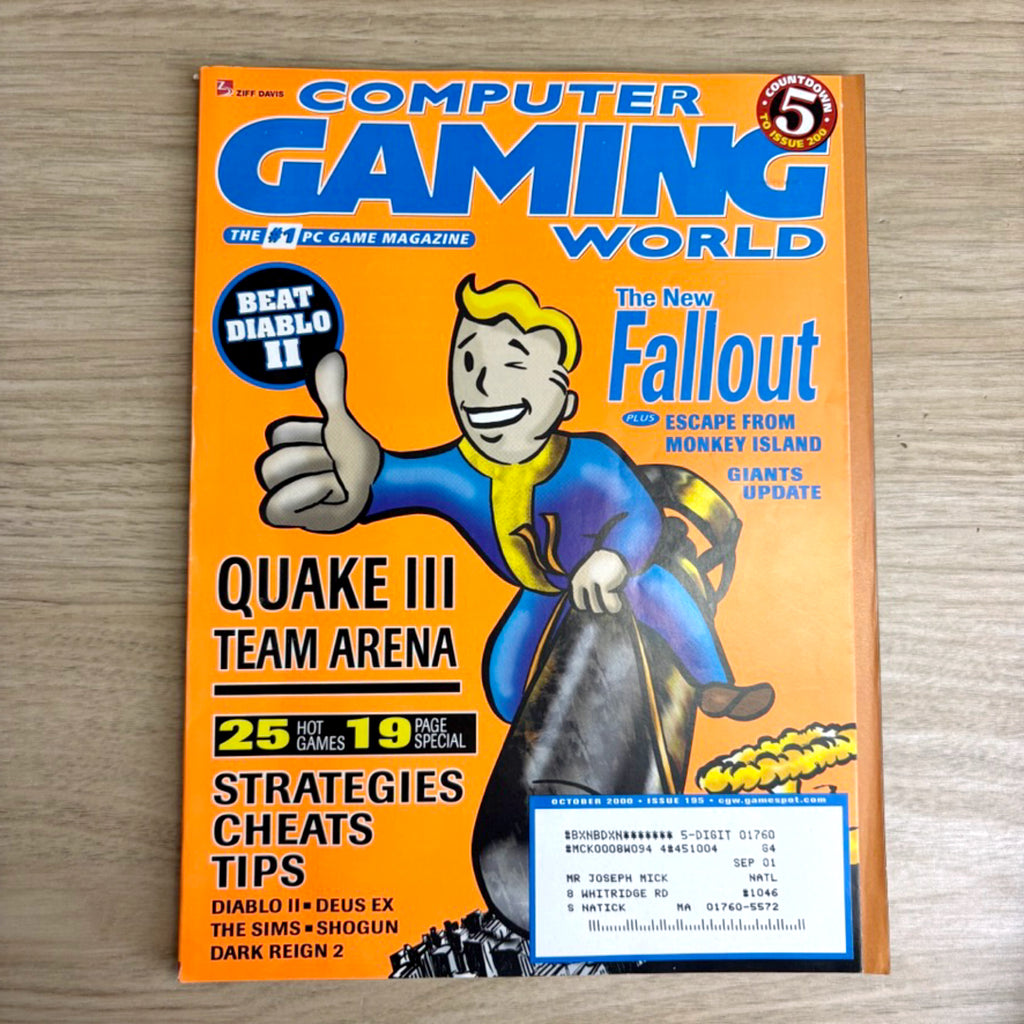 ZIFF DAVIS
COMPUTER
GAMING
WORLD
COUNTDOWN
5
TO ISSUE 200
THE #1 PC GAME MAGAZINE
BEAT
DIABLO
II
The New
Fallout
PLUS ESCAPE FROM
MONKEY ISLAND
GIANTS
UPDATE
QUAKE III
TEAM ARENA
25 HOT GAMES 19 PAGE SPECIAL
STRATEGIES
CHEATS
TIPS
DIABLO II ▪ DEUS EX
THE SIMS ▪ SHOGUN
DARK REIGN 2
OCTOBER 2000 • ISSUE 195 • cgw.gamespot.com
#BXNBDXN******* 5-DIGIT 01760
#MCK0008W094 4#451004 G4
SEP 01
MR JOSEPH MICK NATL
8 WHITRIDGE RD #1046
S NATICK MA 01760-5572